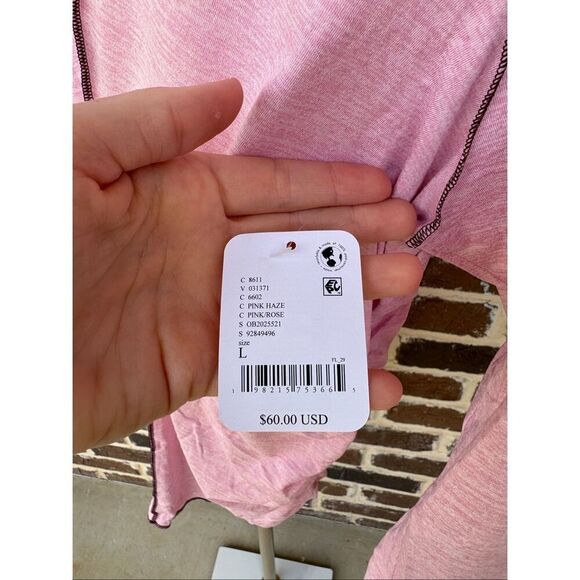 C 8611
V 031371
C 6602
C PINK HAZE
C PINK/ROSE
S OB2025521
S 92849496
size
L
FL_29
1 98215 75366 5
$60.00 USD